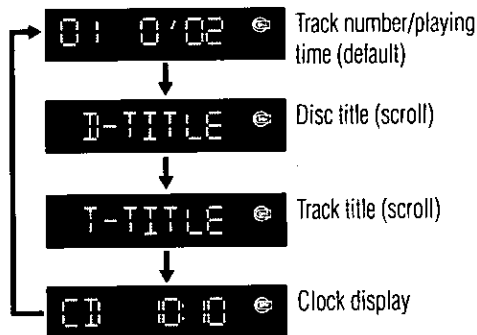 01 0'02 Track number/playing
time (default)
D-TITLE Disc title (scroll)
T-TITLE Track title (scroll)
CD 10:10 Clock display